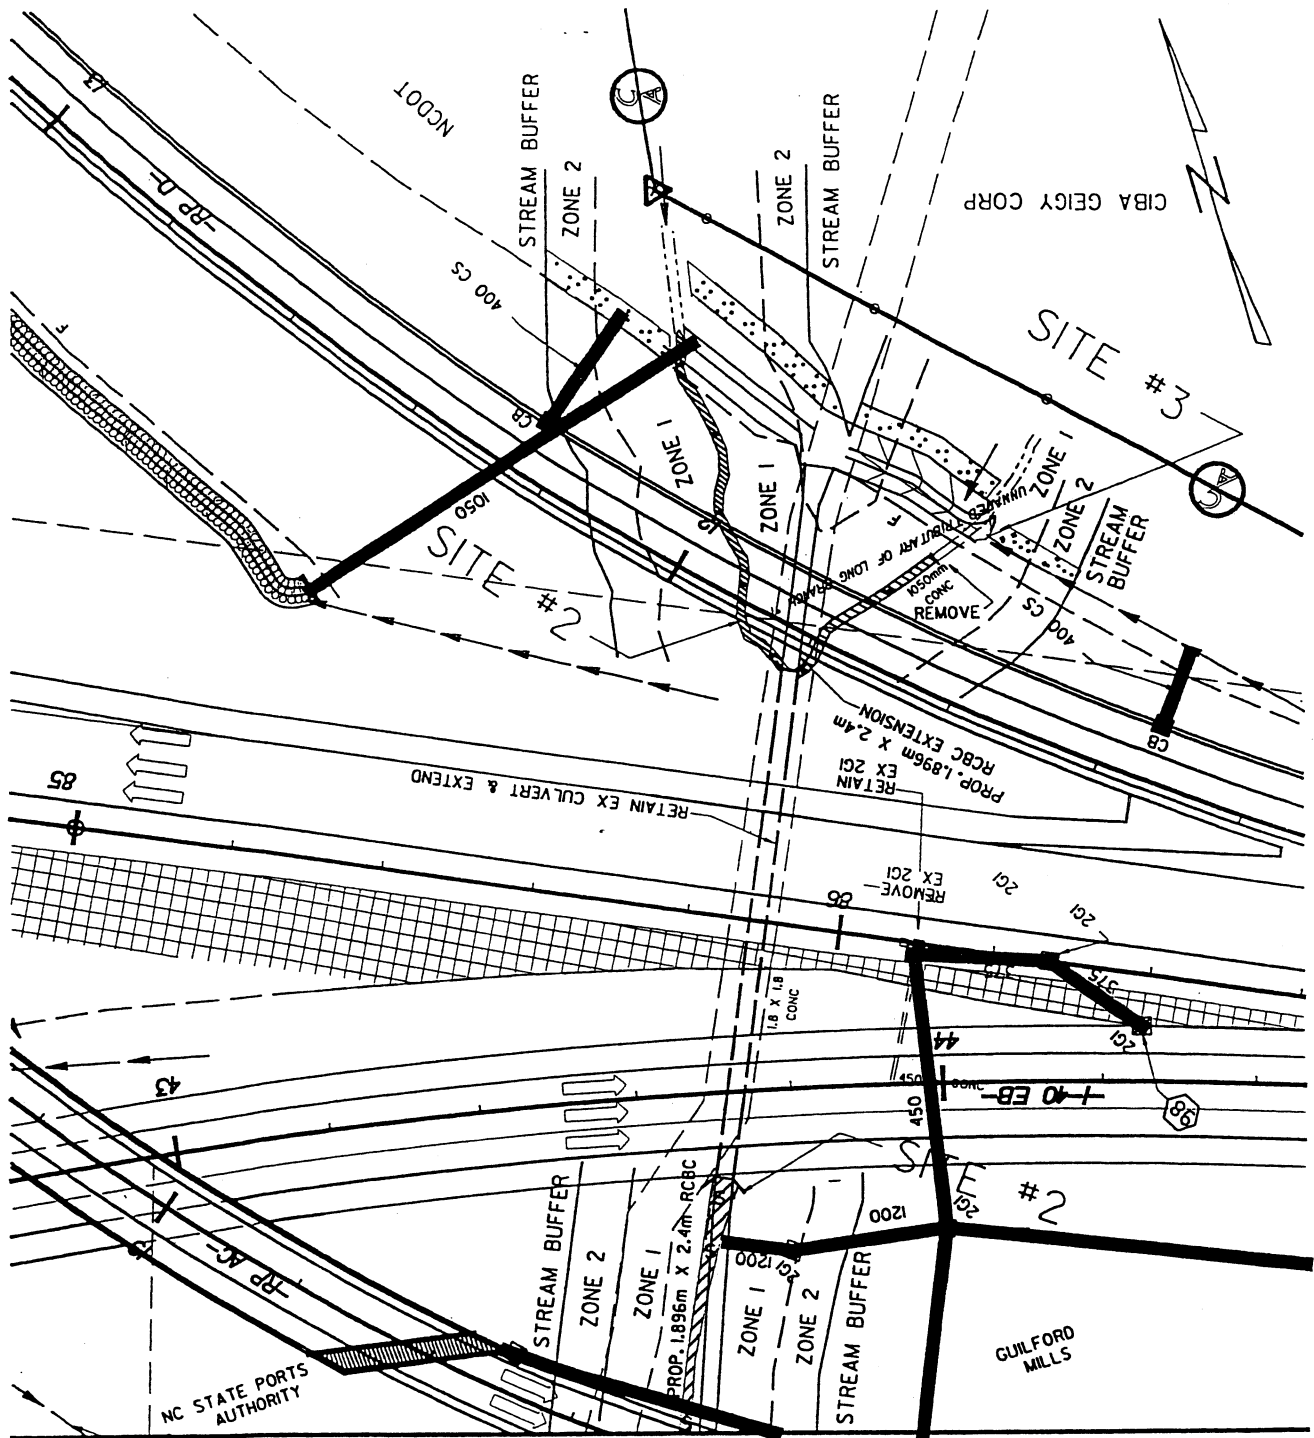 NCDOT
STREAM BUFFER
ZONE 2
C
A
ZONE 2
STREAM BUFFER
CIBA GEIGY CORP
N
-RP D-
13
F
400 CS
SITE #3
CB
1050
SITE #2
ZONE 1
ZONE 1
UNNAMED TRIBUTARY OF LONG BRANCH
F
ZONE 1
ZONE 2
STREAM
BUFFER
C
A
1050mm
CONC
REMOVE
400 CS
CB
PROP. 1.896m X 2.4m
RCBC EXTENSION
RETAIN
EX 2GI
RETAIN EX CULVERT & EXTEND
85
86
REMOVE
EX 2GI
2GI
2GI
375
375
2GI
1.8 X 1.8
CONC
43
44
450
CONC
450
I-40 EB
98
SITE #2
2GI
1200
1200
2GI
STREAM BUFFER
ZONE 2
ZONE 1
PROP. 1.896m X 2.4m RCBC
ZONE 1
ZONE 2
STREAM BUFFER
-RP AC-
NC STATE PORTS
AUTHORITY
GUILFORD
MILLS